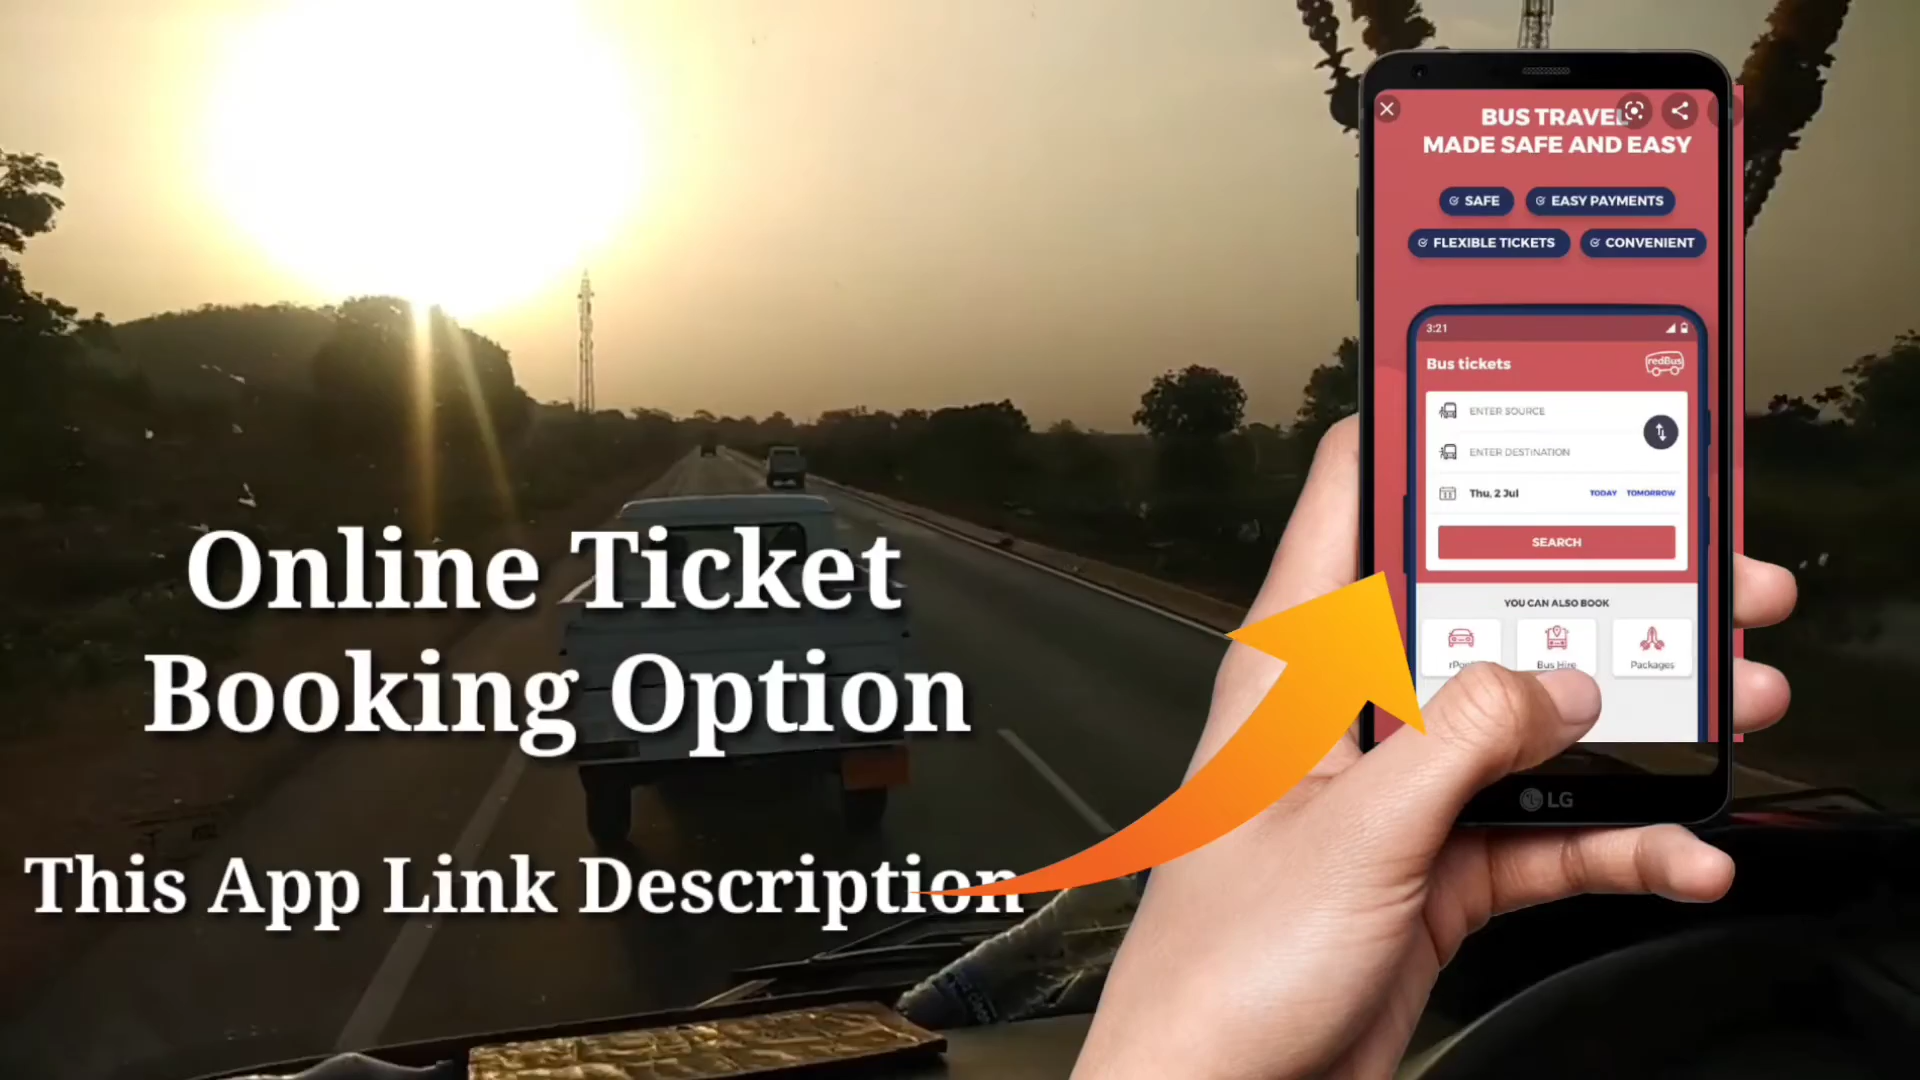 Online Ticket
Booking Option
This App Link Description
BUS TRAVEL
MADE SAFE AND EASY
SAFE
EASY PAYMENTS
FLEXIBLE TICKETS
CONVENIENT
3:21
Bus tickets
redBus
ENTER SOURCE
ENTER DESTINATION
Thu, 2 Jul
TODAY
TOMORROW
SEARCH
YOU CAN ALSO BOOK
Bus Hire
Packages
LG